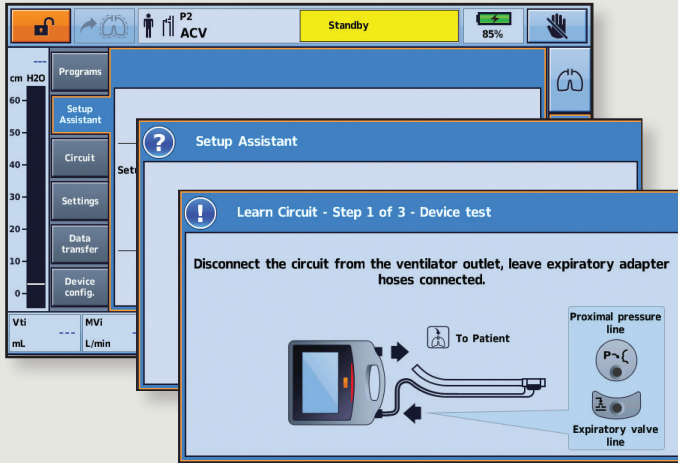 P2
ACV
Standby
85%
---
cm H2O
60
50
40
30
20
10
0
Programs
Setup
Assistant
Circuit
Settings
Data
transfer
Device
config.
Vti
---
mL
MVi
L/min
?
Setup Assistant
!
Learn Circuit - Step 1 of 3 - Device test
Disconnect the circuit from the ventilator outlet, leave expiratory adapter
hoses connected.
To Patient
Proximal pressure
line
P
Expiratory valve
line